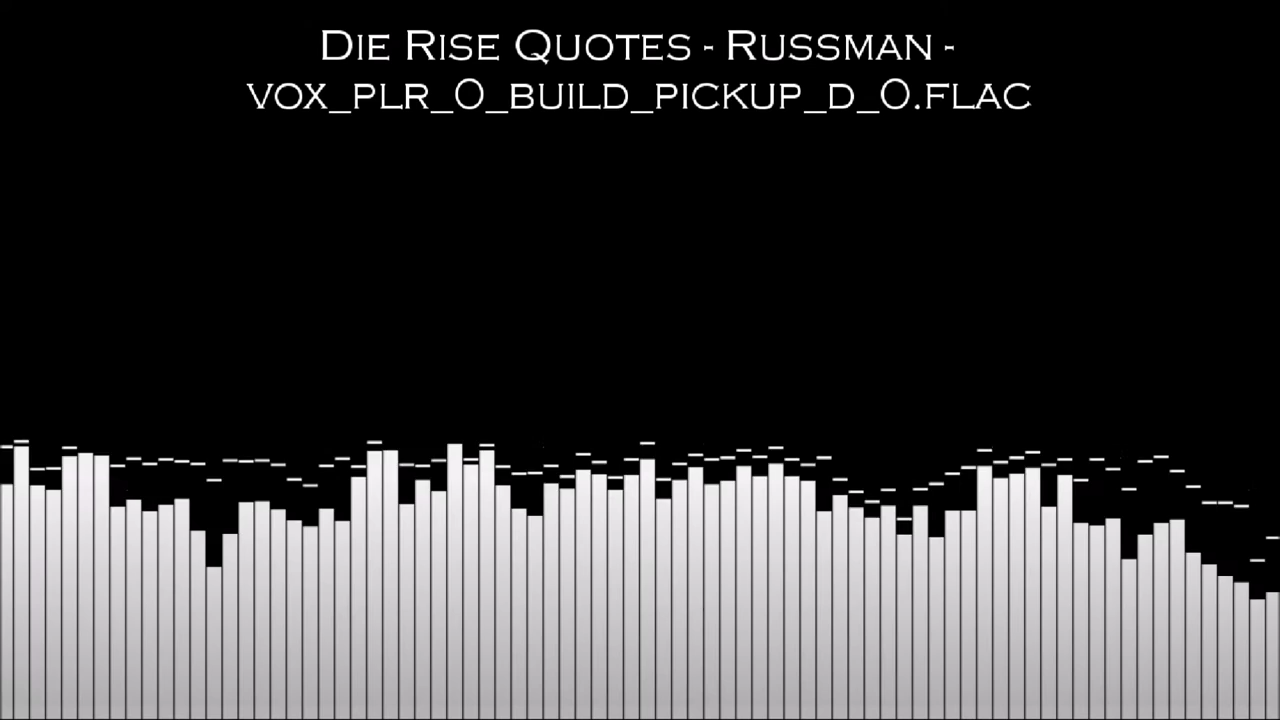 Die Rise Quotes - Russman -
vox_plr_0_build_pickup_d_0.flac